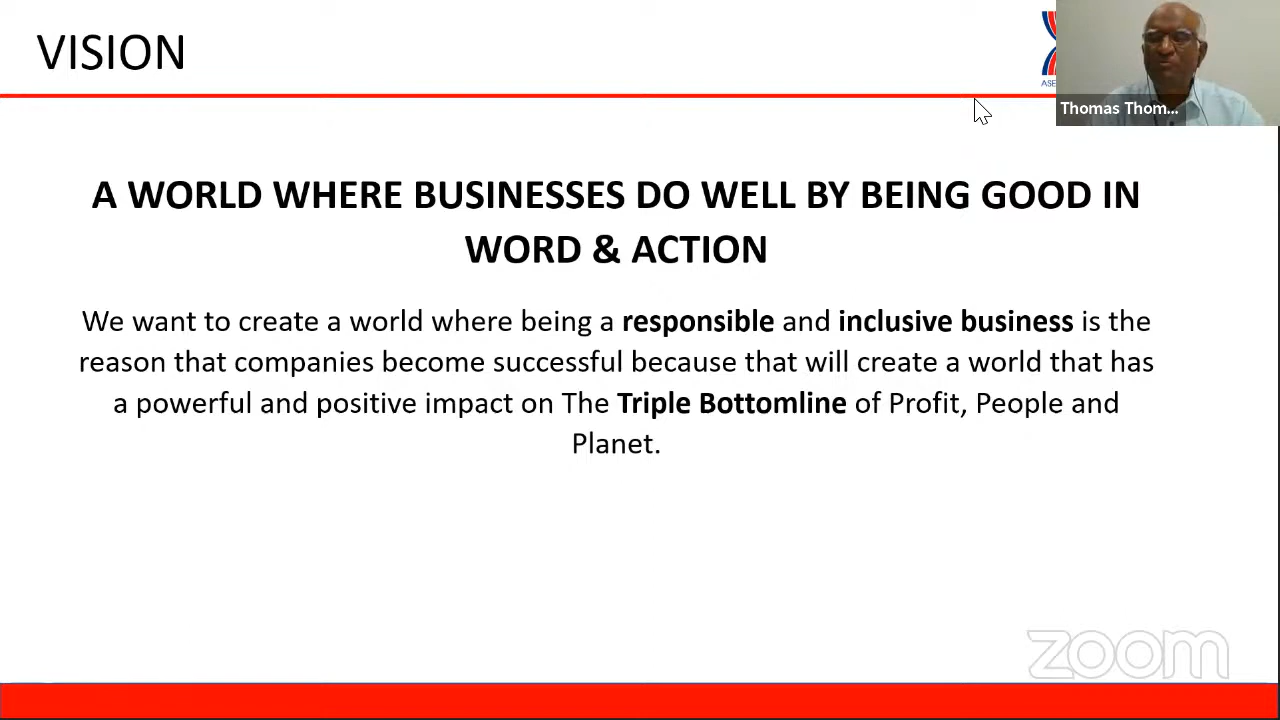 VISION
Thomas Thom...
A WORLD WHERE BUSINESSES DO WELL BY BEING GOOD IN
WORD & ACTION
We want to create a world where being a responsible and inclusive business is the
reason that companies become successful because that will create a world that has
a powerful and positive impact on The Triple Bottomline of Profit, People and
Planet.
zoom